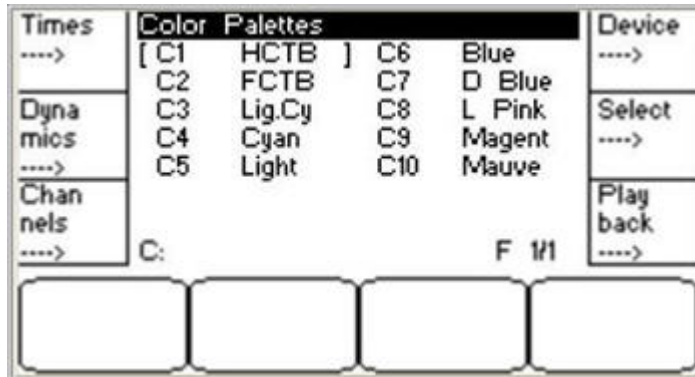 Times
---->
Dyna
mics
---->
Chan
nels
---->
Color Palettes
[ C1 HCTB ] C6 Blue
C2 FCTB C7 D Blue
C3 Lig.Cy C8 L Pink
C4 Cyan C9 Magent
C5 Light C10 Mauve
C: F 1/1
Device
---->
Select
---->
Play
back
---->